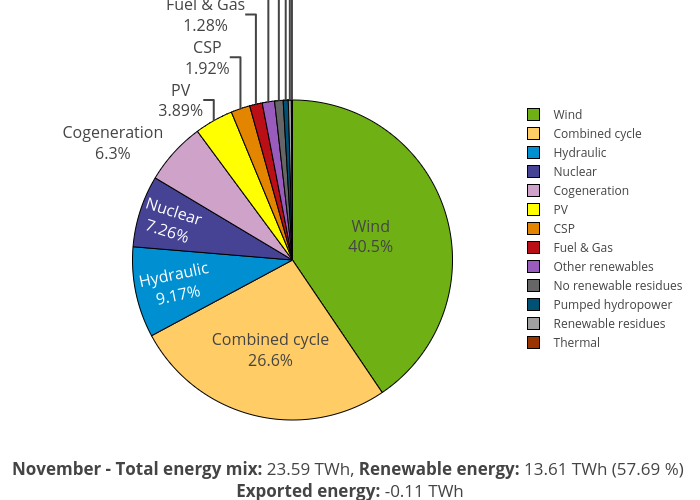 Fuel & Gas
1.28%
CSP
1.92%
PV
3.89%
Cogeneration
6.3%
Nuclear
7.26%
Hydraulic
9.17%
Wind
40.5%
Combined cycle
26.6%
Wind
Combined cycle
Hydraulic
Nuclear
Cogeneration
PV
CSP
Fuel & Gas
Other renewables
No renewable residues
Pumped hydropower
Renewable residues
Thermal
November - Total energy mix: 23.59 TWh, Renewable energy: 13.61 TWh (57.69 %)
Exported energy: -0.11 TWh